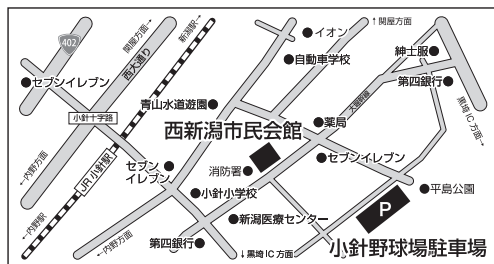 402
関屋方面→
西大通り
新潟駅→
セブンイレブン
小針十字路
←内野方面
JR小針駅
←内野駅
青山水道遊園
イオン
自動車学校
↑関屋方面
紳士服
第四銀行
黒埼IC方面→
大堀幹線
薬局
西新潟市民会館
消防署
セブンイレブン
セブン
イレブン
小針小学校
新潟医療センター
第四銀行
←内野方面
↓黒埼IC方面
平島公園
P
小針野球場駐車場